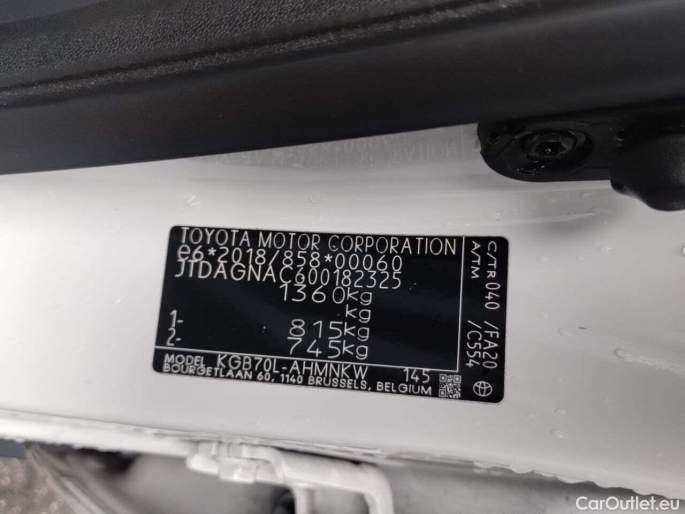 TOYOTA MOTOR CORPORATION
e6*2018/858*00060
JTDAGNAC600182325
1360kg
kg
1- 815kg
2- 745kg
MODEL KGB70L-AHMNKW 145
BOURGETLAAN 60, 1140 BRUSSELS, BELGIUM
C/TR 040 /FA20
ATM /C554
CarOutlet.eu